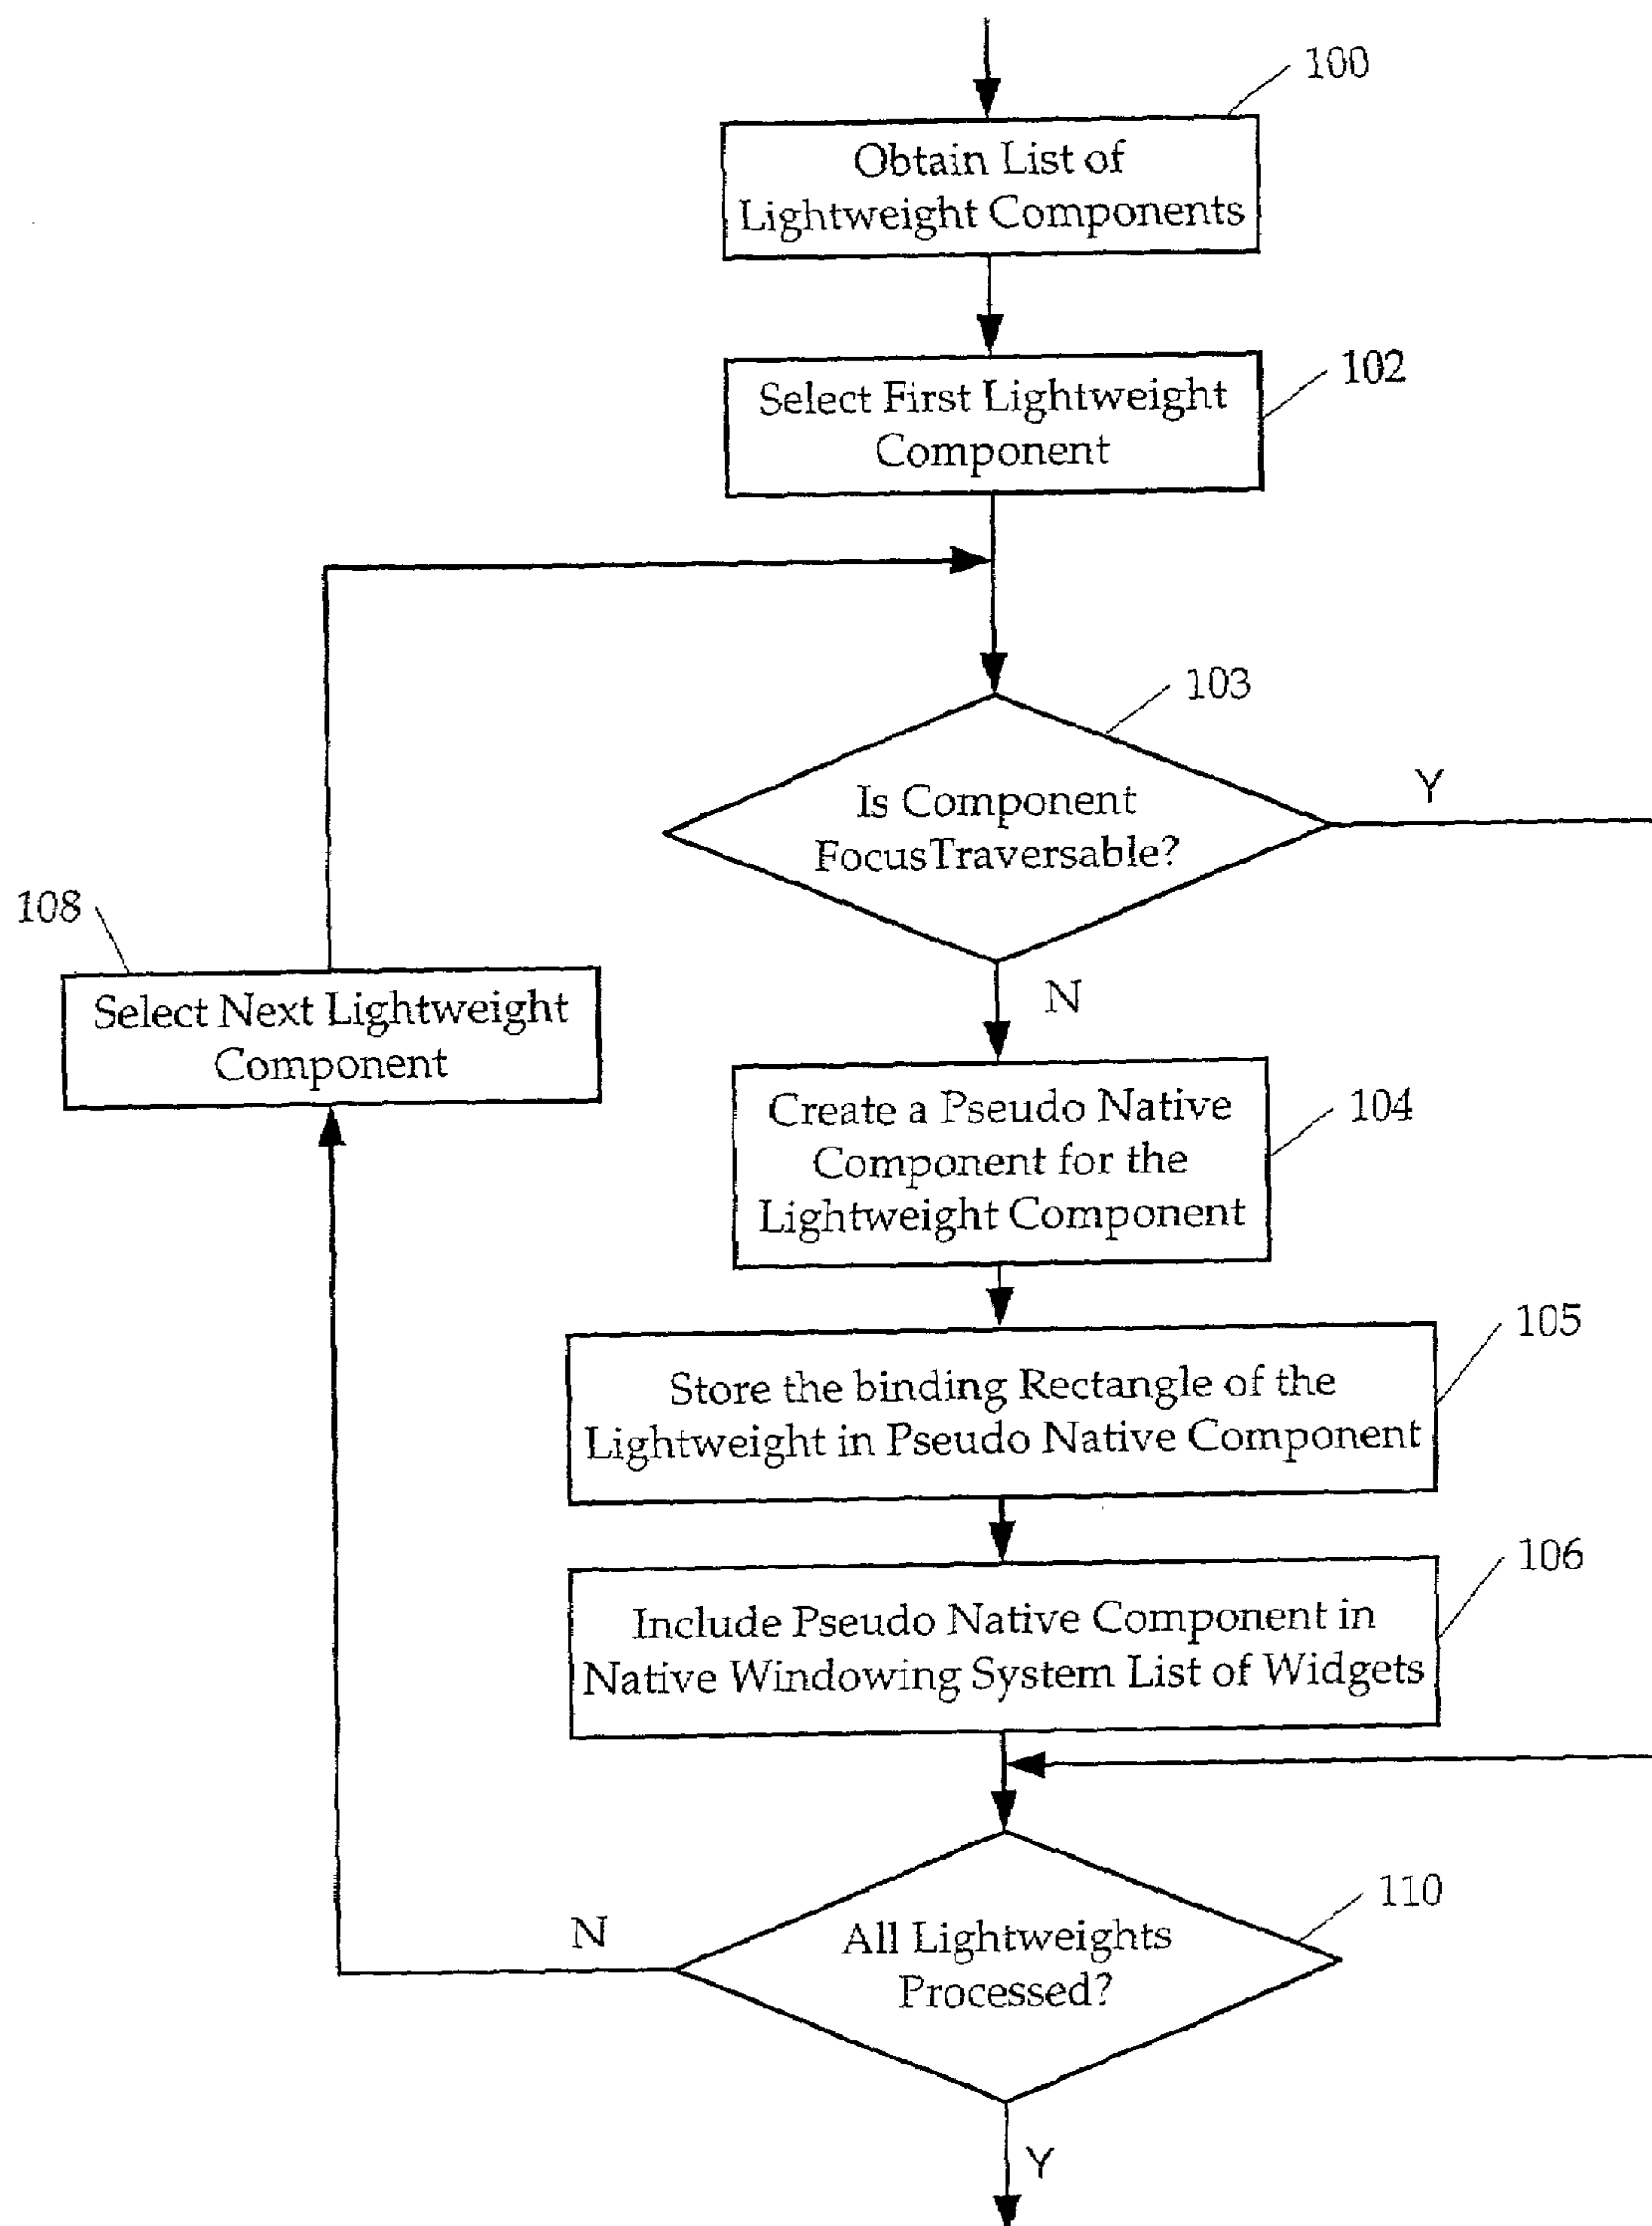 100
Obtain List of
Lightweight Components
102
Select First Lightweight
Component
103
Is Component
FocusTraversable?
Y
108
Select Next Lightweight
Component
N
Create a Pseudo Native
Component for the
Lightweight Component
104
105
Store the binding Rectangle of the
Lightweight in Pseudo Native Component
106
Include Pseudo Native Component in
Native Windowing System List of Widgets
110
N
All Lightweights
Processed?
Y